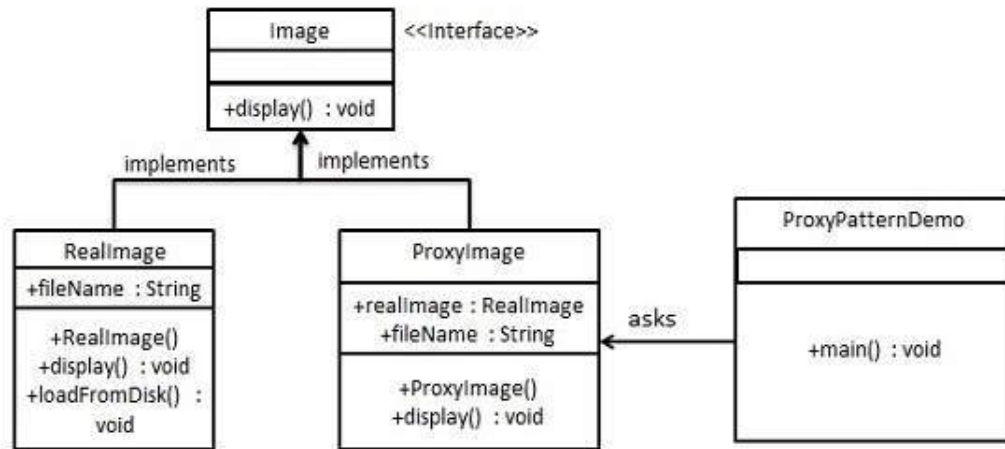 Image
<<Interface>>
+display() : void
implements
implements
RealImage
+fileName : String
+RealImage()
+display() : void
+loadFromDisk() :
void
ProxyImage
+realImage : RealImage
+fileName : String
+ProxyImage()
+display() : void
asks
ProxyPatternDemo
+main() : void